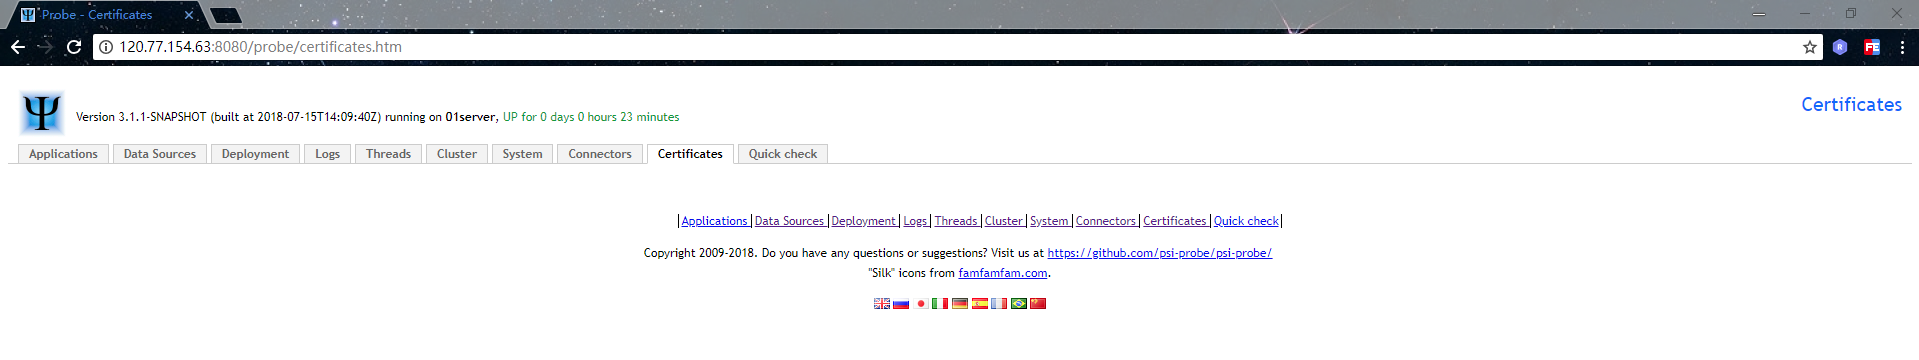 Probe - Certificates
120.77.154.63:8080/probe/certificates.htm
Certificates
Version 3.1.1-SNAPSHOT (built at 2018-07-15T14:09:40Z) running on 01server, UP for 0 days 0 hours 23 minutes
Applications Data Sources Deployment Logs Threads Cluster System Connectors Certificates Quick check
|Applications |Data Sources |Deployment |Logs |Threads |Cluster |System |Connectors |Certificates |Quick check|
Copyright 2009-2018. Do you have any questions or suggestions? Visit us at https://github.com/psi-probe/psi-probe/
"Silk" icons from famfamfam.com.